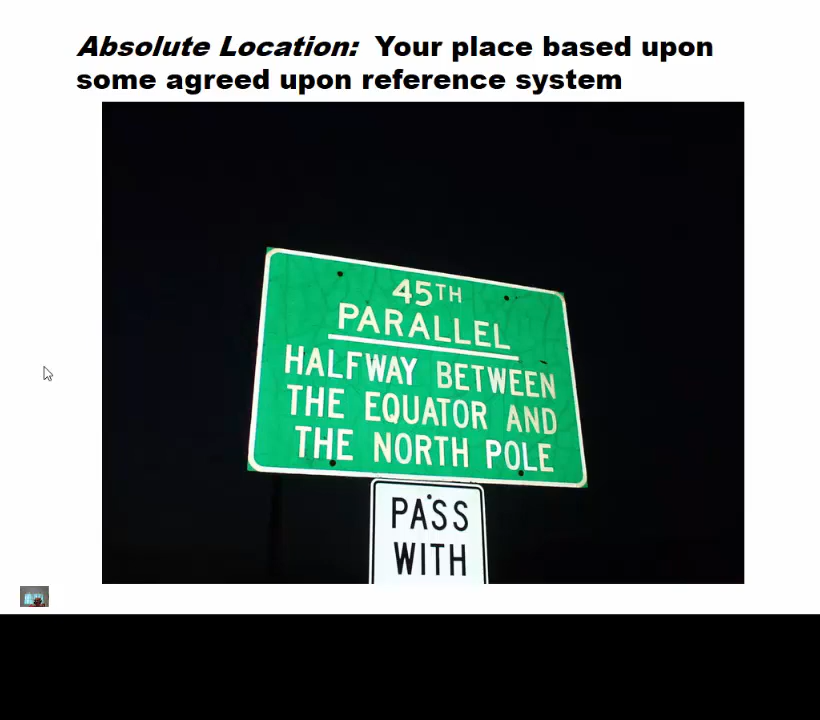 Absolute Location: Your place based upon
some agreed upon reference system
45TH
PARALLEL
HALFWAY BETWEEN
THE EQUATOR AND
THE NORTH POLE
PASS
WITH